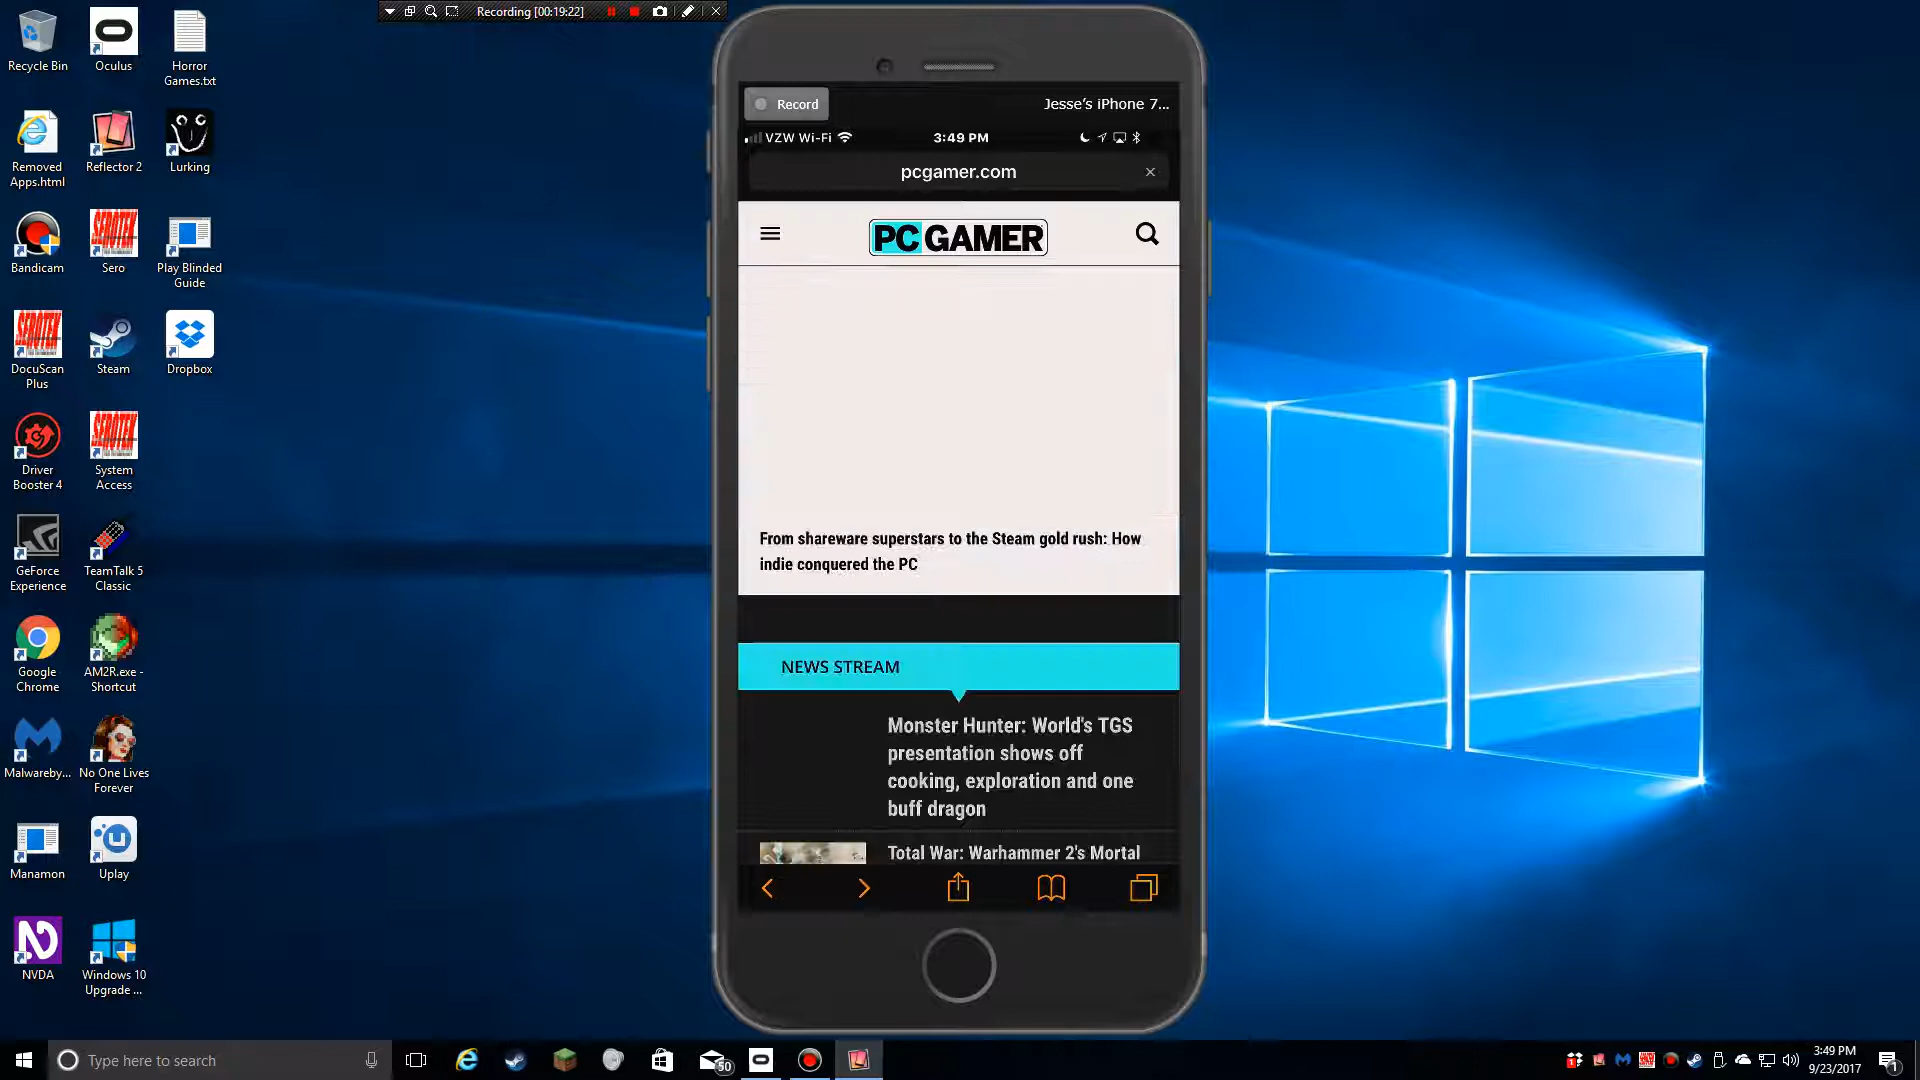 Recording [00:19:22]
Recycle Bin
Oculus
Horror
Games.txt
Removed
Apps.html
Reflector 2
Lurking
Bandicam
SEROTEK
Sero
Play Blinded
Guide
SEROTEK
DocuScan
Plus
Steam
Dropbox
Driver
Booster 4
SEROTEK
System
Access
GeForce
Experience
TeamTalk 5
Classic
Google
Chrome
AM2R.exe -
Shortcut
Malwareby...
No One Lives
Forever
Manamon
Uplay
NVDA
Windows 10
Upgrade ...
Record
Jesse's iPhone 7...
VZW Wi-Fi
3:49 PM
pcgamer.com
PC GAMER
From shareware superstars to the Steam gold rush: How
indie conquered the PC
NEWS STREAM
Monster Hunter: World's TGS
presentation shows off
cooking, exploration and one
buff dragon
Total War: Warhammer 2's Mortal
Type here to search
50
3:49 PM
9/23/2017
1